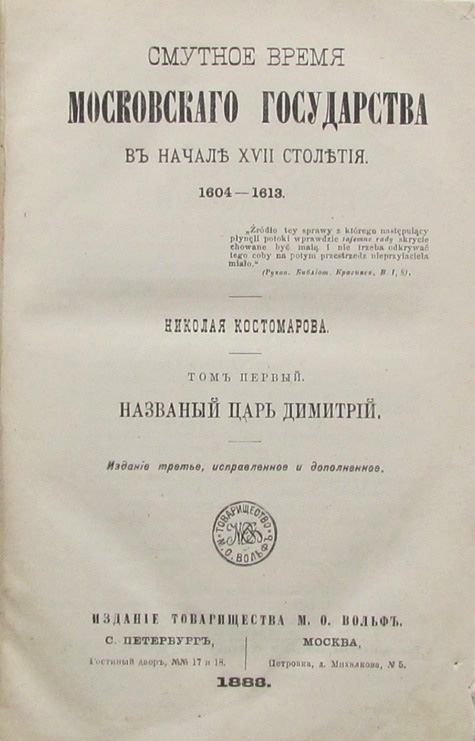 СМУТНОЕ ВРЕМЯ
МОСКОВСКАГО ГОСУДАРСТВА
ВЪ НАЧАЛѢ XVII СТОЛѢТІЯ.
1604—1613.
„Źródło tey sprawy z którego następujący
płynęli potoki wprawdzie tajemne rady skrycie
chowane być mają i nie trzeba odkrywać
tego coby na potym przestrzedz nieprzyiaciela
miało.“
(Рукоп. Библіот. Красинск. B. I, 8).
НИКОЛАЯ КОСТОМАРОВА.
ТОМЪ ПЕРВЫЙ.
НАЗВАНЫЙ ЦАРЬ ДИМИТРІЙ.
Изданіе третье, исправленное и дополненное.
ТОВАРИЩЕСТВО
М. О. ВОЛЬФЪ
ИЗДАНІЕ ТОВАРИЩЕСТВА М. О. ВОЛЬФЪ.
С. ПЕТЕРБУРГЪ,
Гостиный дворъ, №№ 17 и 18.
МОСКВА,
Петровка, д. Михалкова, № 5.
1883.